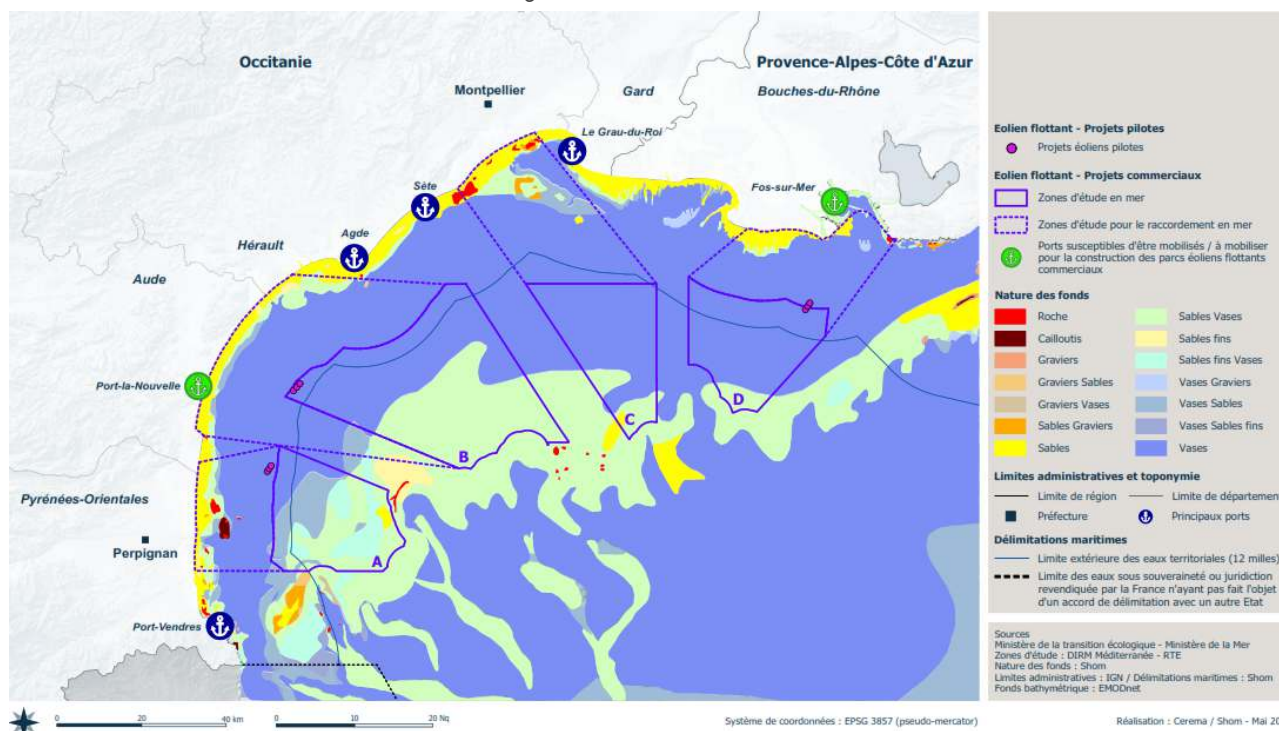 Occitanie
Provence-Alpes-Côte d'Azur
Montpellier
Gard
Bouches-du-Rhône
Le Grau-du-Roi
Sète
Fos-sur-Mer
Agde
Hérault
Aude
Port-la-Nouvelle
D
C
B
Pyrénées-Orientales
Perpignan
A
Port-Vendres
Eolien flottant - Projets pilotes
Projets éoliens pilotes
Eolien flottant - Projets commerciaux
Zones d'étude en mer
Zones d'étude pour le raccordement en mer
Ports susceptibles d'être mobilisés / à mobiliser
pour la construction des parcs éoliens flottants
commerciaux
Nature des fonds
Roche
Sables Vases
Cailloutis
Sables fins
Graviers
Sables fins Vases
Graviers Sables
Vases Graviers
Graviers Vases
Vases Sables
Sables Graviers
Vases Sables fins
Sables
Vases
Limites administratives et toponymie
Limite de région
Limite de départemen
Préfecture
Principaux ports
Délimitations maritimes
Limite extérieure des eaux territoriales (12 milles)
Limite des eaux sous souveraineté ou juridiction
revendiquée par la France n'ayant pas fait l'objet
d'un accord de délimitation avec un autre Etat
Sources
Ministère de la transition écologique - Ministère de la Mer
Zones d'étude : DIRM Méditerranée - RTE
Nature des fonds : Shom
Limites administratives : IGN / Délimitations maritimes : Shom
Fonds bathymétrique : EMODnet
0 20 40 km
0 10 20 Nq
Système de coordonnées : EPSG 3857 (pseudo-mercator)
Réalisation : Cerema / Shom - Mai 20